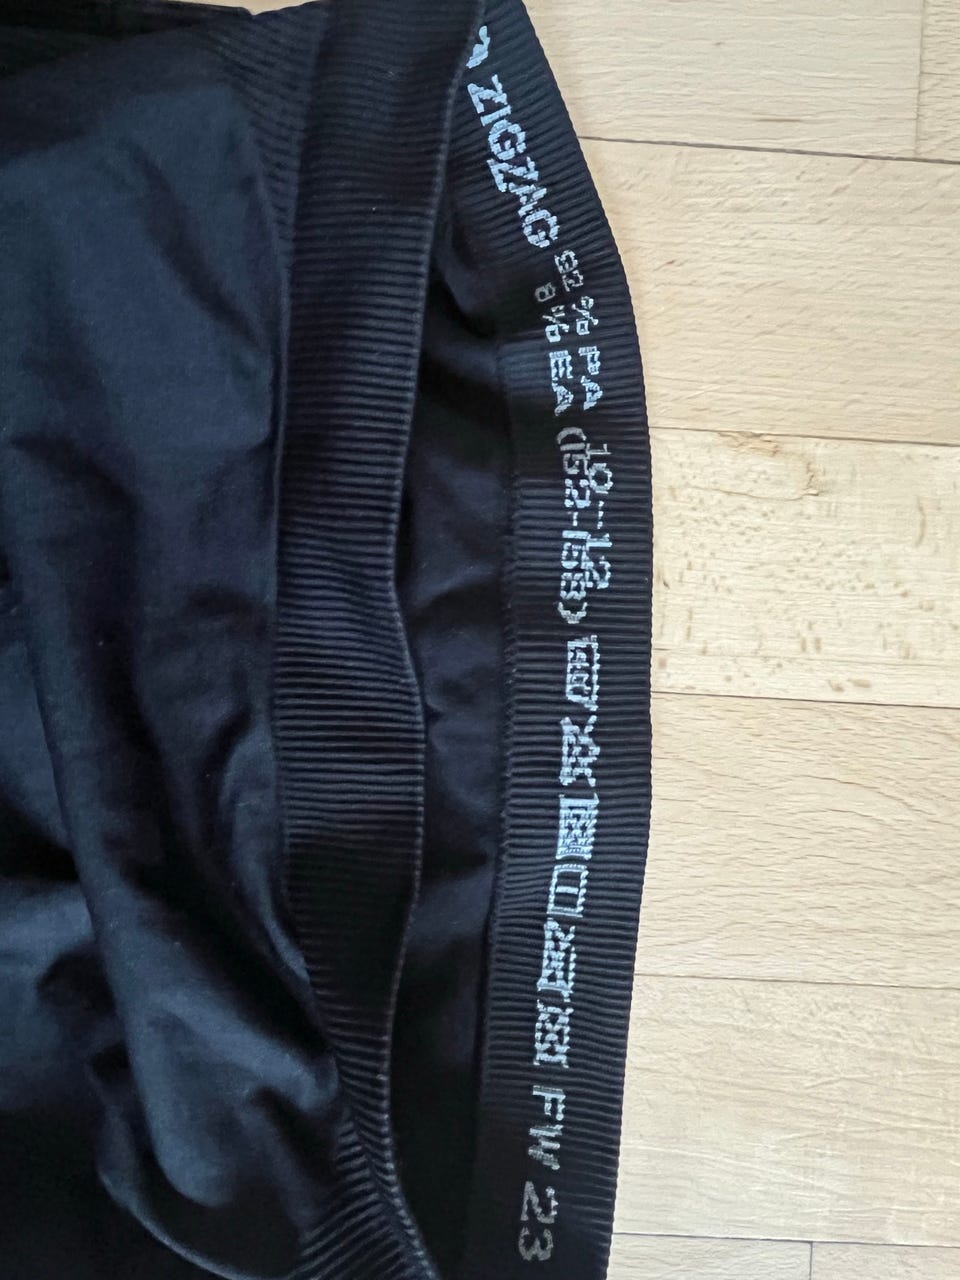 ZIGZAG
92 % PA
8 % EA
10-12
(152-158)
FW 23